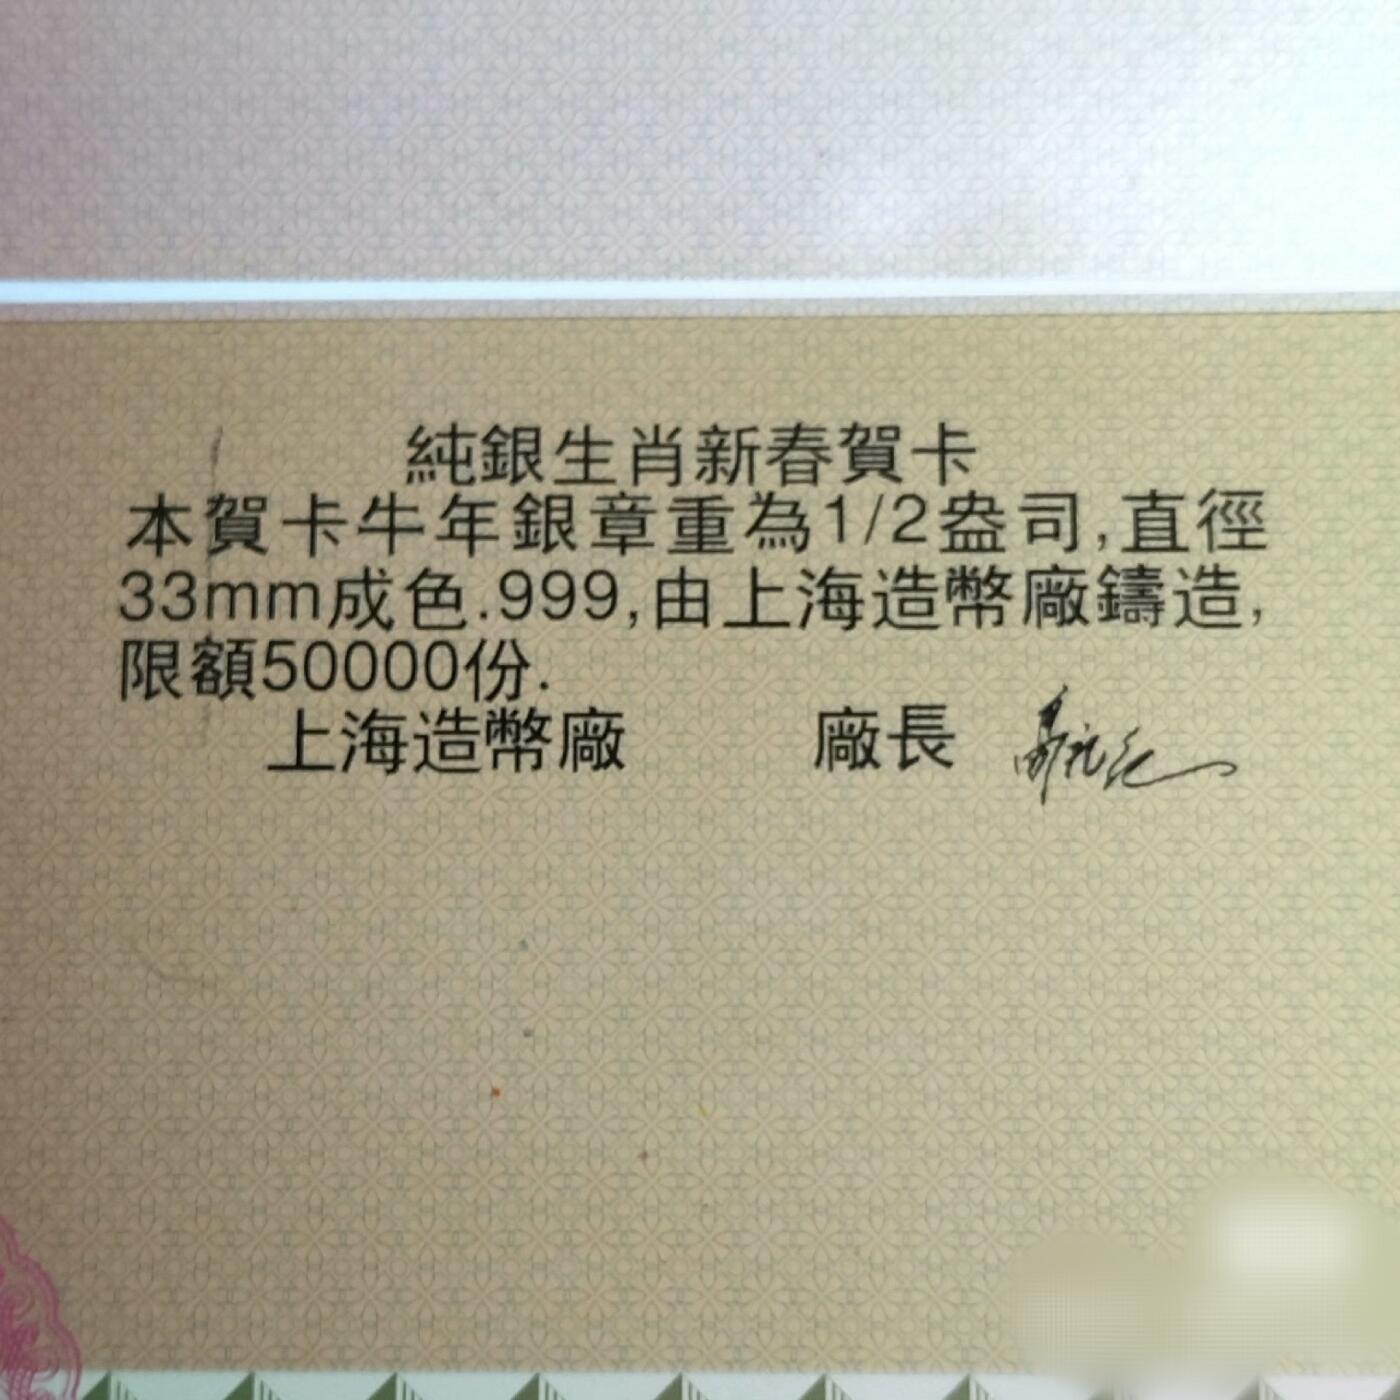 純銀生肖新春賀卡
本賀卡牛年銀章重為1/2盎司,直徑
33mm成色.999,由上海造幣廠鑄造,
限額50000份.
上海造幣廠 廠長